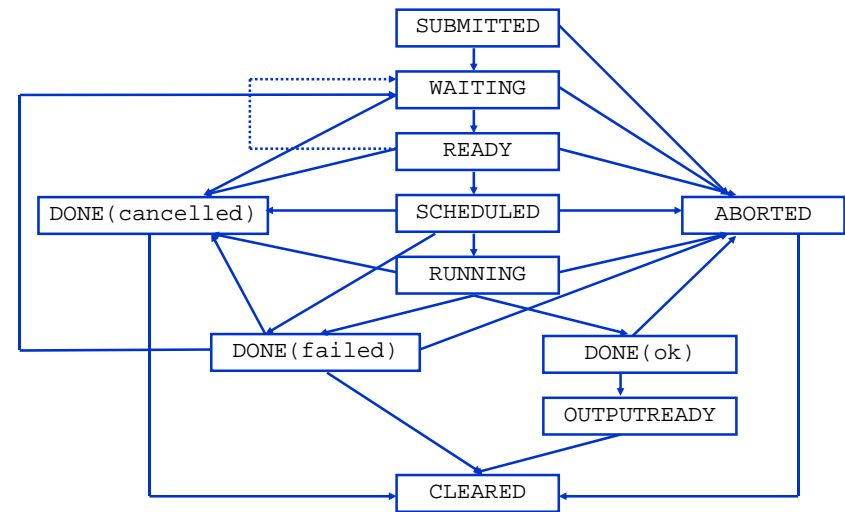 SUBMITTED
WAITING
READY
DONE(cancelled)
SCHEDULED
ABORTED
RUNNING
DONE(failed)
DONE(ok)
OUTPUTREADY
CLEARED